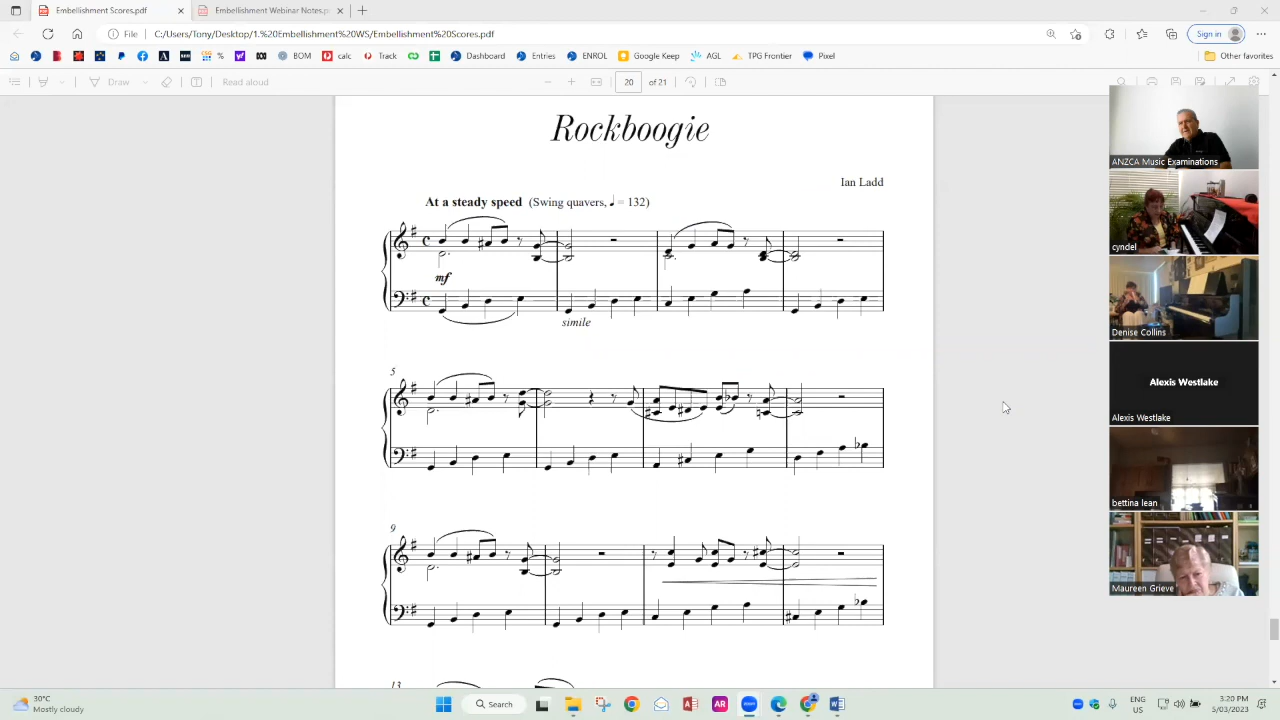 Embellishment Scores.pdf
Embellishment Webinar Notes.p
File
C:/Users/Tony/Desktop/1.%20Embellishment%20WS/Embellishment%20Scores.pdf
Sign in
BOM
calc
Track
Dashboard
Entties
ENROL
Google Keep
AGL
TPG Frontier
Pixel
Other favorites
Draw
Read aloud
20 of 21
Rockboogie
Ian Ladd
At a steady speed (Swing quavers, ♩ = 132)
mf
simile
5
9
13
ANZCA Music Examinations
cyndel
Denise Collins
Alexis Westlake
Alexis Westlake
bettina lean
Maureen Grieve
30°C
Mostly cloudy
Search
ENG
US
3:20 PM
5/03/2023